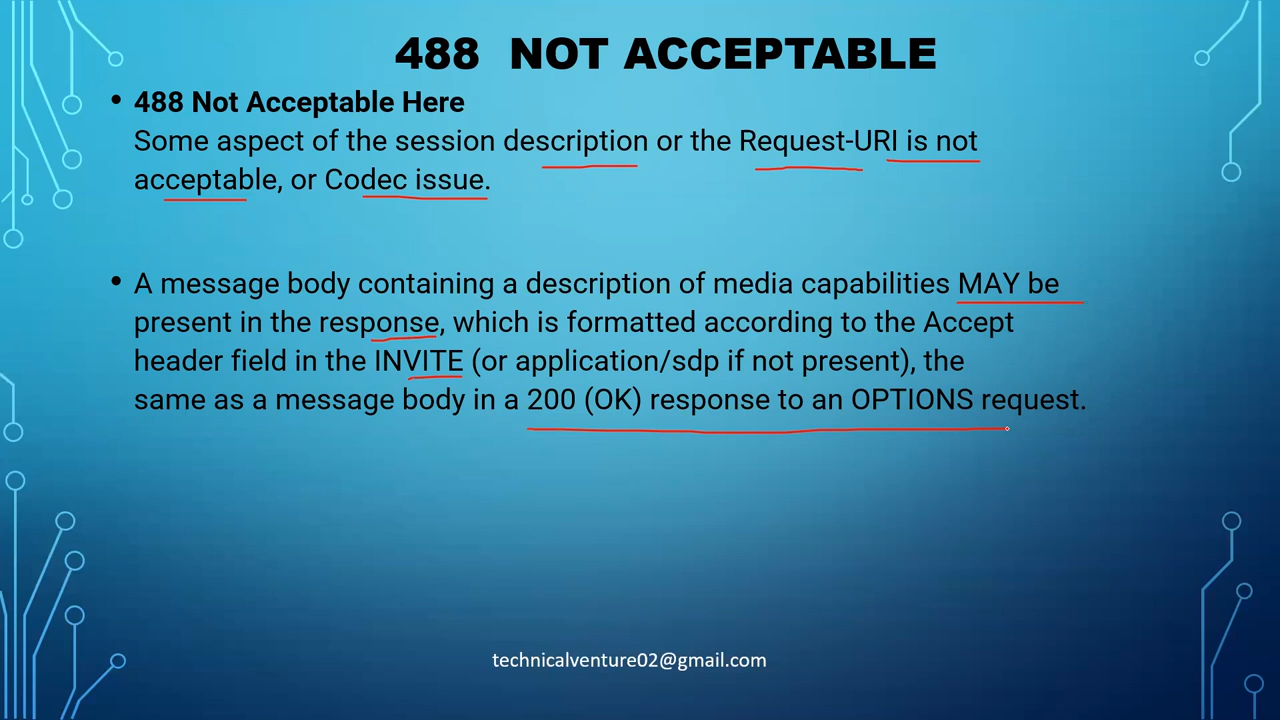 488 NOT ACCEPTABLE
• 488 Not Acceptable Here
Some aspect of the session description or the Request-URI is not
acceptable, or Codec issue.
• A message body containing a description of media capabilities MAY be
present in the response, which is formatted according to the Accept
header field in the INVITE (or application/sdp if not present), the
same as a message body in a 200 (OK) response to an OPTIONS request.
technicalventure02@gmail.com